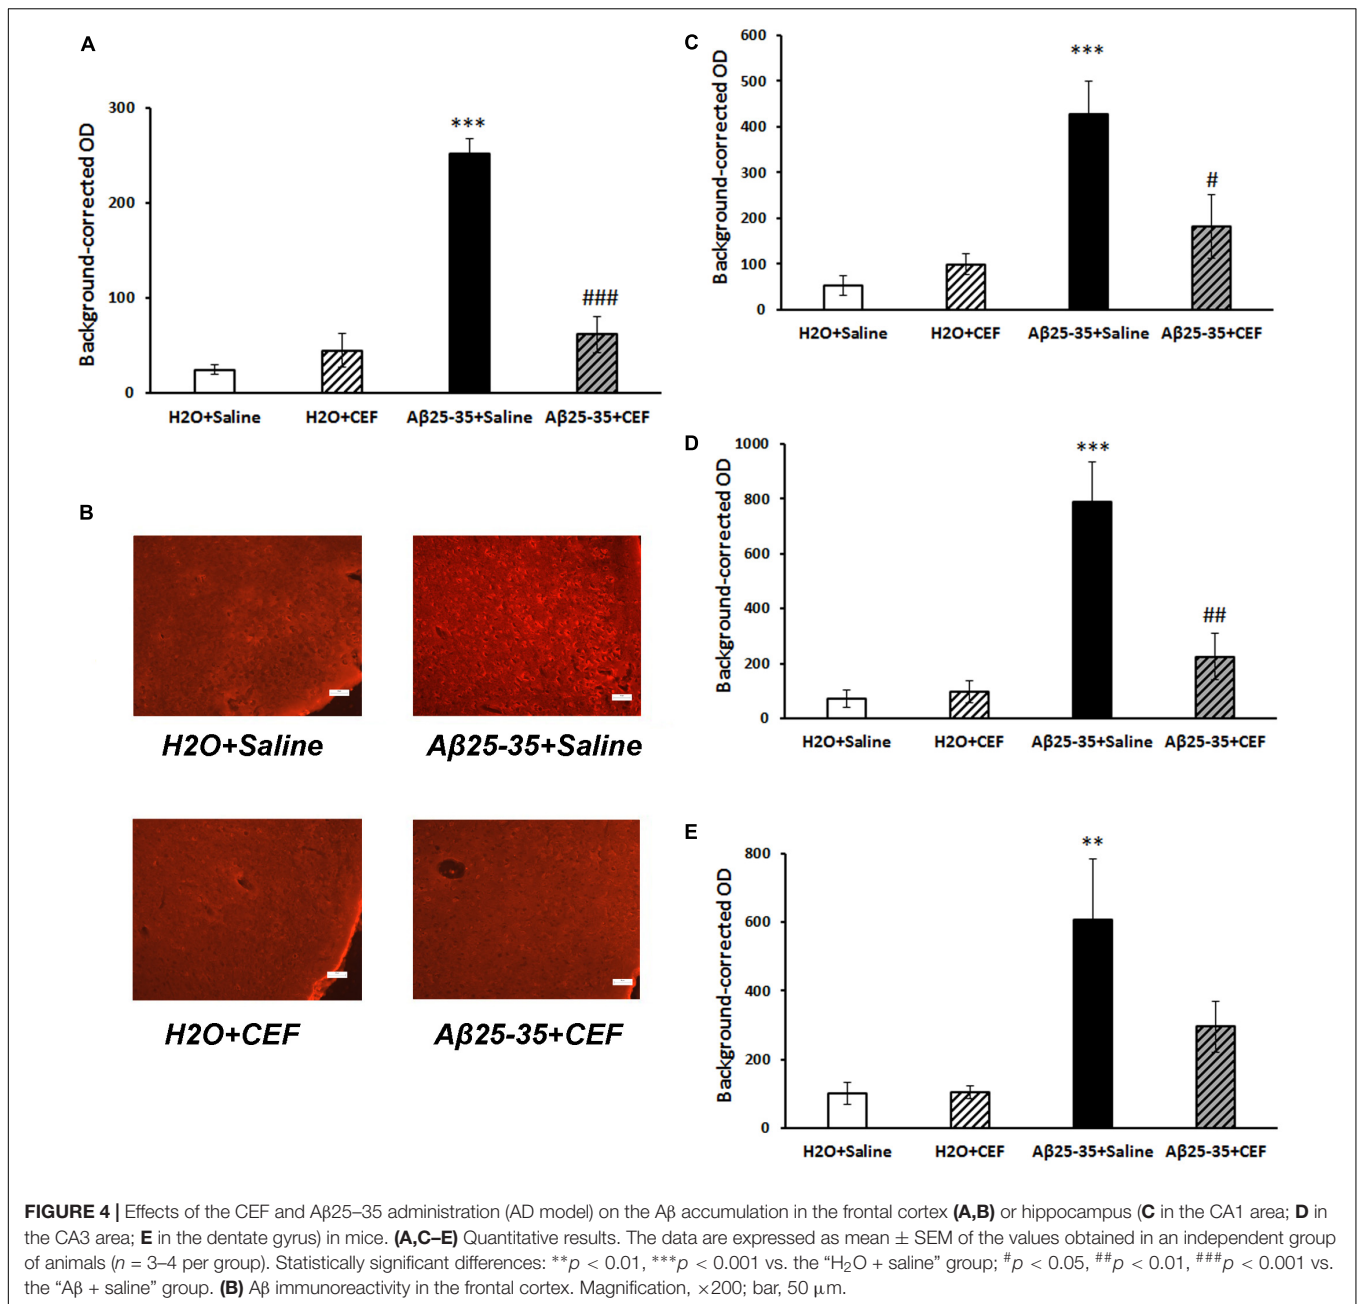 A
Background-corrected OD
300
200
100
0
***
###
H2O+Saline H2O+CEF Aβ25-35+Saline Aβ25-35+CEF
B
H2O+Saline Aβ25-35+Saline
H2O+CEF Aβ25-35+CEF
C
Background-corrected OD
600
500
400
300
200
100
0
***
#
H2O+Saline H2O+CEF Aβ25-35+Saline Aβ25-35+CEF
D
Background-corrected OD
1000
800
600
400
200
0
***
##
H2O+Saline H2O+CEF Aβ25-35+Saline Aβ25-35+CEF
E
Background-corrected OD
800
600
400
200
0
**
H2O+Saline H2O+CEF Aβ25-35+Saline Aβ25-35+CEF
FIGURE 4 | Effects of the CEF and Aβ25–35 administration (AD model) on the Aβ accumulation in the frontal cortex (A,B) or hippocampus (C in the CA1 area; D in
the CA3 area; E in the dentate gyrus) in mice. (A,C–E) Quantitative results. The data are expressed as mean ± SEM of the values obtained in an independent group
of animals (n = 3–4 per group). Statistically significant differences: **p < 0.01, ***p < 0.001 vs. the “H₂O + saline” group; #p < 0.05, ##p < 0.01, ###p < 0.001 vs.
the “Aβ + saline” group. (B) Aβ immunoreactivity in the frontal cortex. Magnification, ×200; bar, 50 μm.